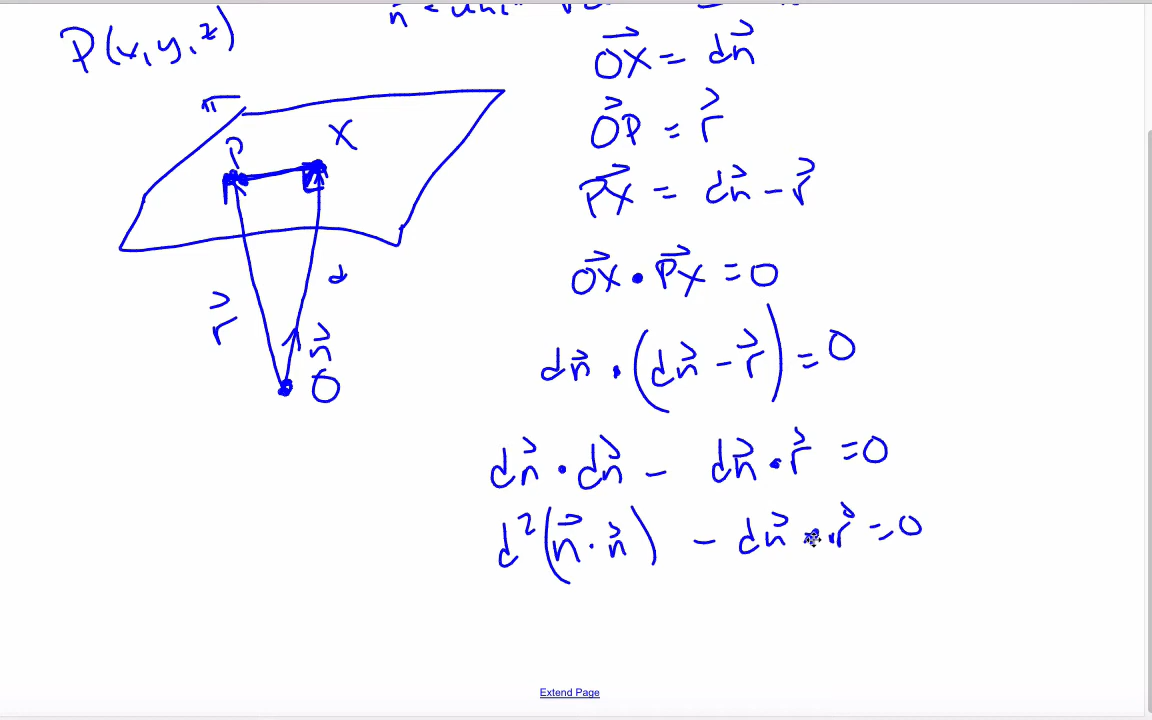 P(x,y,z)
π
P
X
d
r⃗
n⃗
O
OX⃗ = dn⃗
OP⃗ = r⃗
PX⃗ = dn⃗ - r⃗
OX⃗ • PX⃗ = 0
dn⃗ • (dn⃗ - r⃗) = 0
dn⃗ • dn⃗ - dn⃗ • r⃗ = 0
d²(n⃗ • n⃗) - dn⃗ • r⃗ = 0
Extend Page